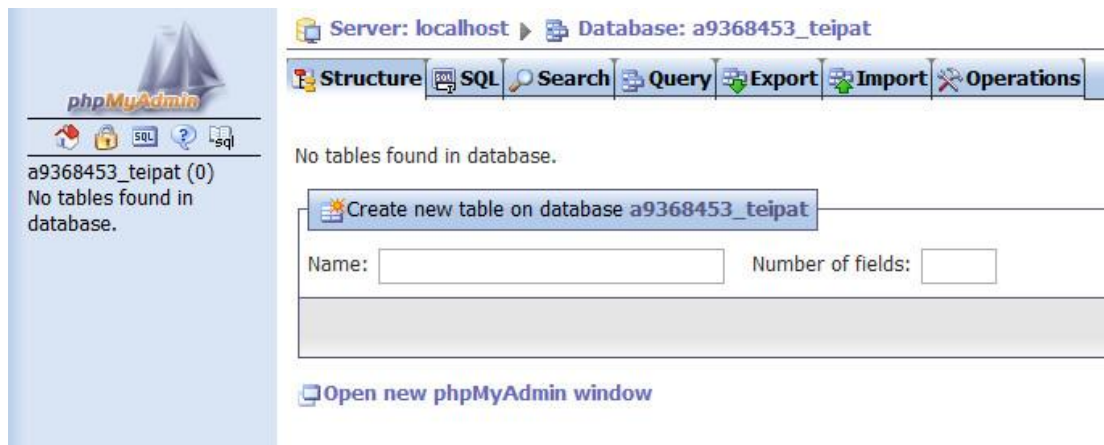 phpMyAdmin
sql
a9368453_teipat (0)
No tables found in
database.
Server: localhost Database: a9368453_teipat
Structure SQL Search Query Export Import Operations
No tables found in database.
Create new table on database a9368453_teipat
Name: Number of fields:
Open new phpMyAdmin window